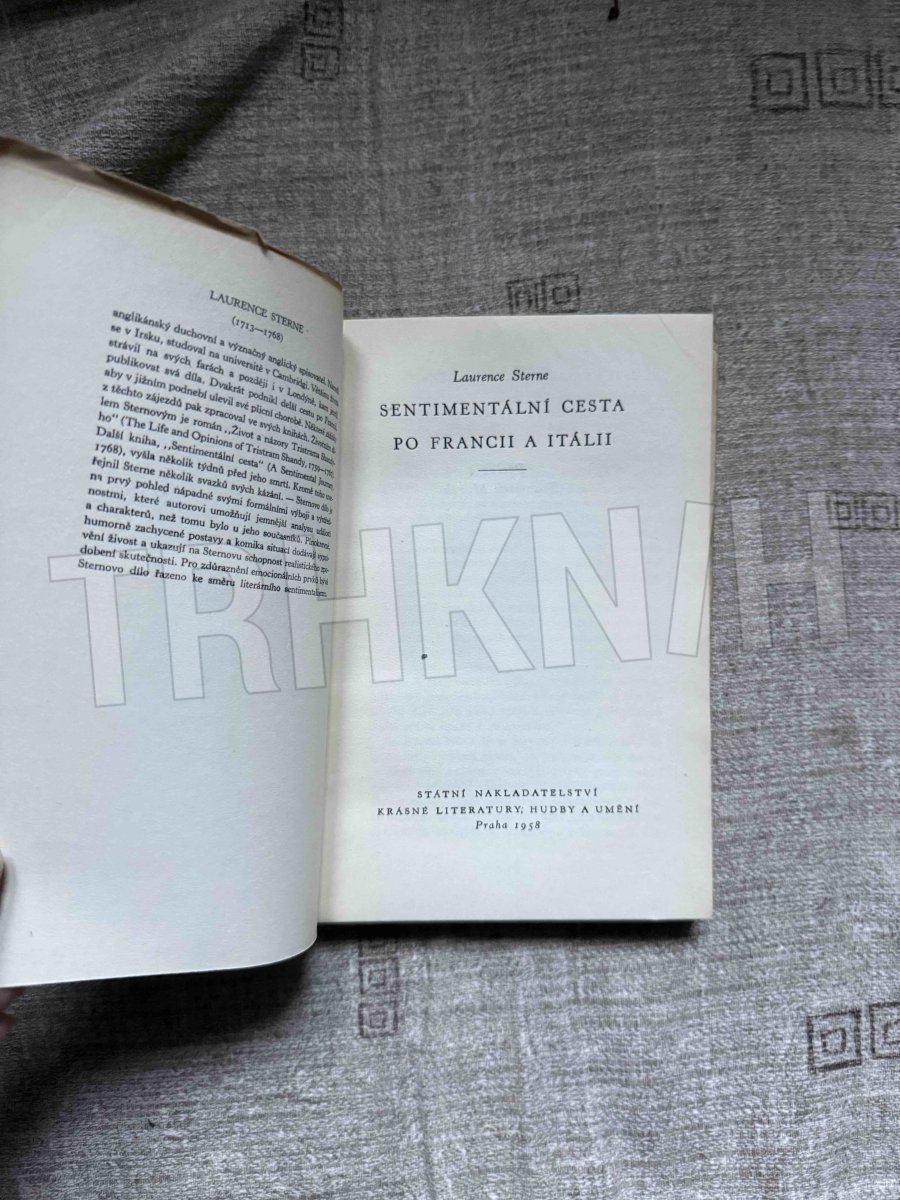 LAURENCE STERNE
(1713—1768)
anglikánský duchovní a význačný anglický spisovatel.
se v Irsku, studoval na universitě v Cambridgi.
strávil na svých farách a později i v Londýně, kam
publikovat svá díla. Dvakrát podnikl delší cestu po
aby v jižním podnebí ulevil své plicní chorobě. Některé
z těchto zájezdů pak zpracoval ve svých knihách.
lem Sternovým je román „Život a názory Tristrama
ho“ (The Life and Opinions of Tristram Shandy,
Další kniha, „Sentimentální cesta“ (A Sentimental Journey,
1768), vyšla několik týdnů před jeho smrtí. Kromě toho
řejnil Sterne několik svazků svých kázání. — Sternovo dílo je
na prvý pohled nápadné svými formálními výboji a
nostmi, které autorovi umožňují jemnější analysu
a charakterů, než tomu bylo u jeho současníků.
humorně zachycené postavy a komika situací dodávají
vění živost a ukazují na Sternovu schopnost realistického
dobení skutečnosti. Pro zdůraznění emocionálních prvků bývá
Sternovo dílo řazeno ke směru literárního sentimentalismu.
Laurence Sterne
SENTIMENTÁLNÍ CESTA
PO FRANCII A ITÁLII
STÁTNÍ NAKLADATELSTVÍ
KRÁSNÉ LITERATURY, HUDBY A UMĚNÍ
Praha 1958
TRHKNIH